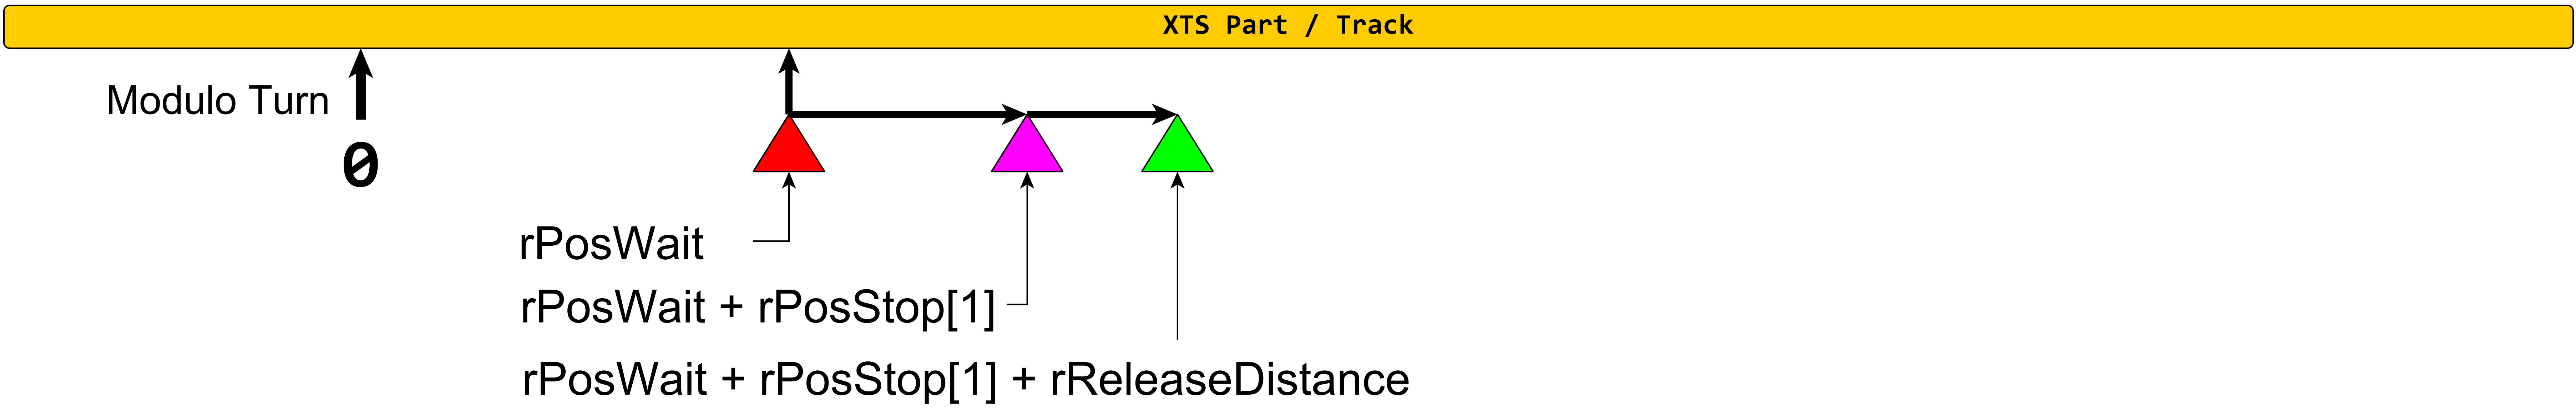 XTS Part / Track
Modulo Turn
0
rPosWait
rPosWait + rPosStop[1]
rPosWait + rPosStop[1] + rReleaseDistance